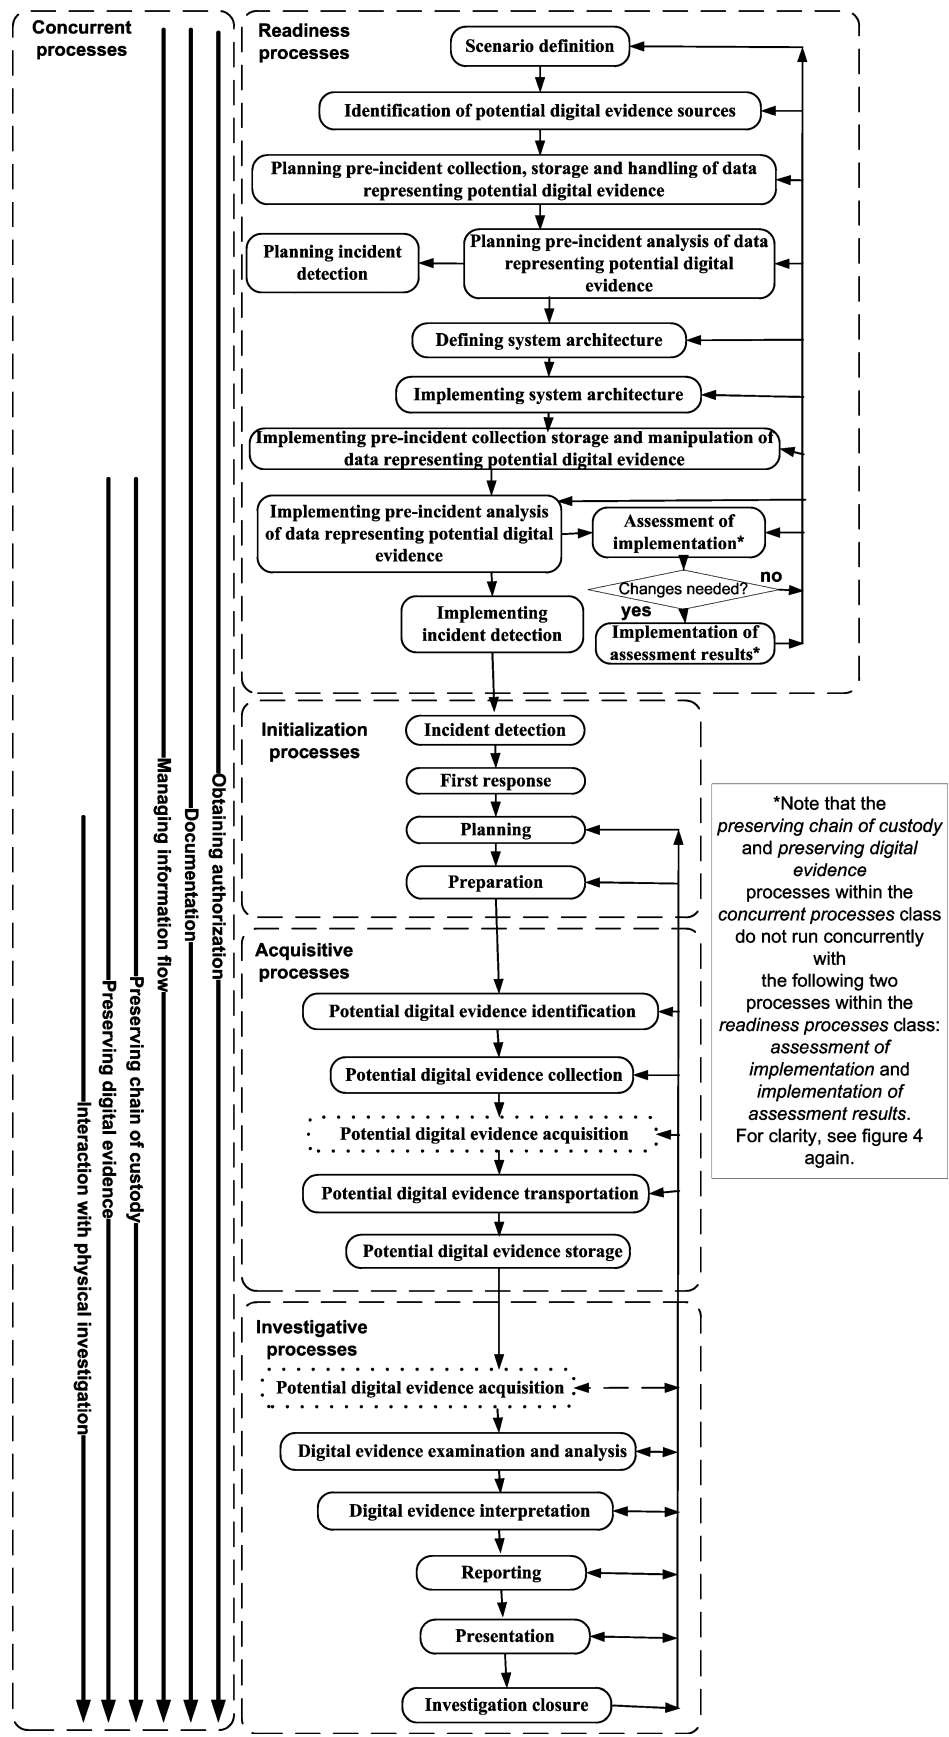 Concurrent
processes
Readiness
processes
Scenario definition
Identification of potential digital evidence sources
Planning pre-incident collection, storage and handling of data
representing potential digital evidence
Planning pre-incident analysis of data
representing potential digital
evidence
Planning incident
detection
Defining system architecture
Implementing system architecture
Implementing pre-incident collection storage and manipulation of
data representing potential digital evidence
Implementing pre-incident analysis
of data representing potential digital
evidence
Assessment of
implementation*
Changes needed?
no
yes
Implementing
incident detection
Implementation of
assessment results*
Initialization
processes
Incident detection
First response
Planning
Preparation
Acquisitive
processes
Potential digital evidence identification
Potential digital evidence collection
Potential digital evidence acquisition
Potential digital evidence transportation
Potential digital evidence storage
Investigative
processes
Potential digital evidence acquisition
Digital evidence examination and analysis
Digital evidence interpretation
Reporting
Presentation
Investigation closure
Interaction with physical investigation
Preserving digital evidence
Preserving chain of custody
Managing information flow
Documentation
Obtaining authorization
*Note that the
preserving chain of custody
and preserving digital
evidence
processes within the
concurrent processes class
do not run concurrently
with
the following two
processes within the
readiness processes class:
assessment of
implementation and
implementation of
assessment results.
For clarity, see figure 4
again.